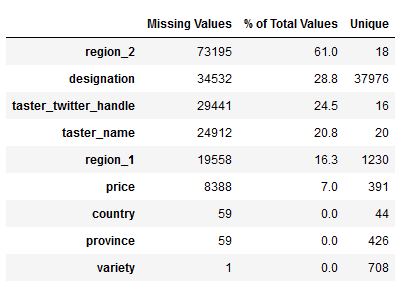 Missing Values % of Total Values Unique
region_2 73195 61.0 18
designation 34532 28.8 37976
taster_twitter_handle 29441 24.5 16
taster_name 24912 20.8 20
region_1 19558 16.3 1230
price 8388 7.0 391
country 59 0.0 44
province 59 0.0 426
variety 1 0.0 708